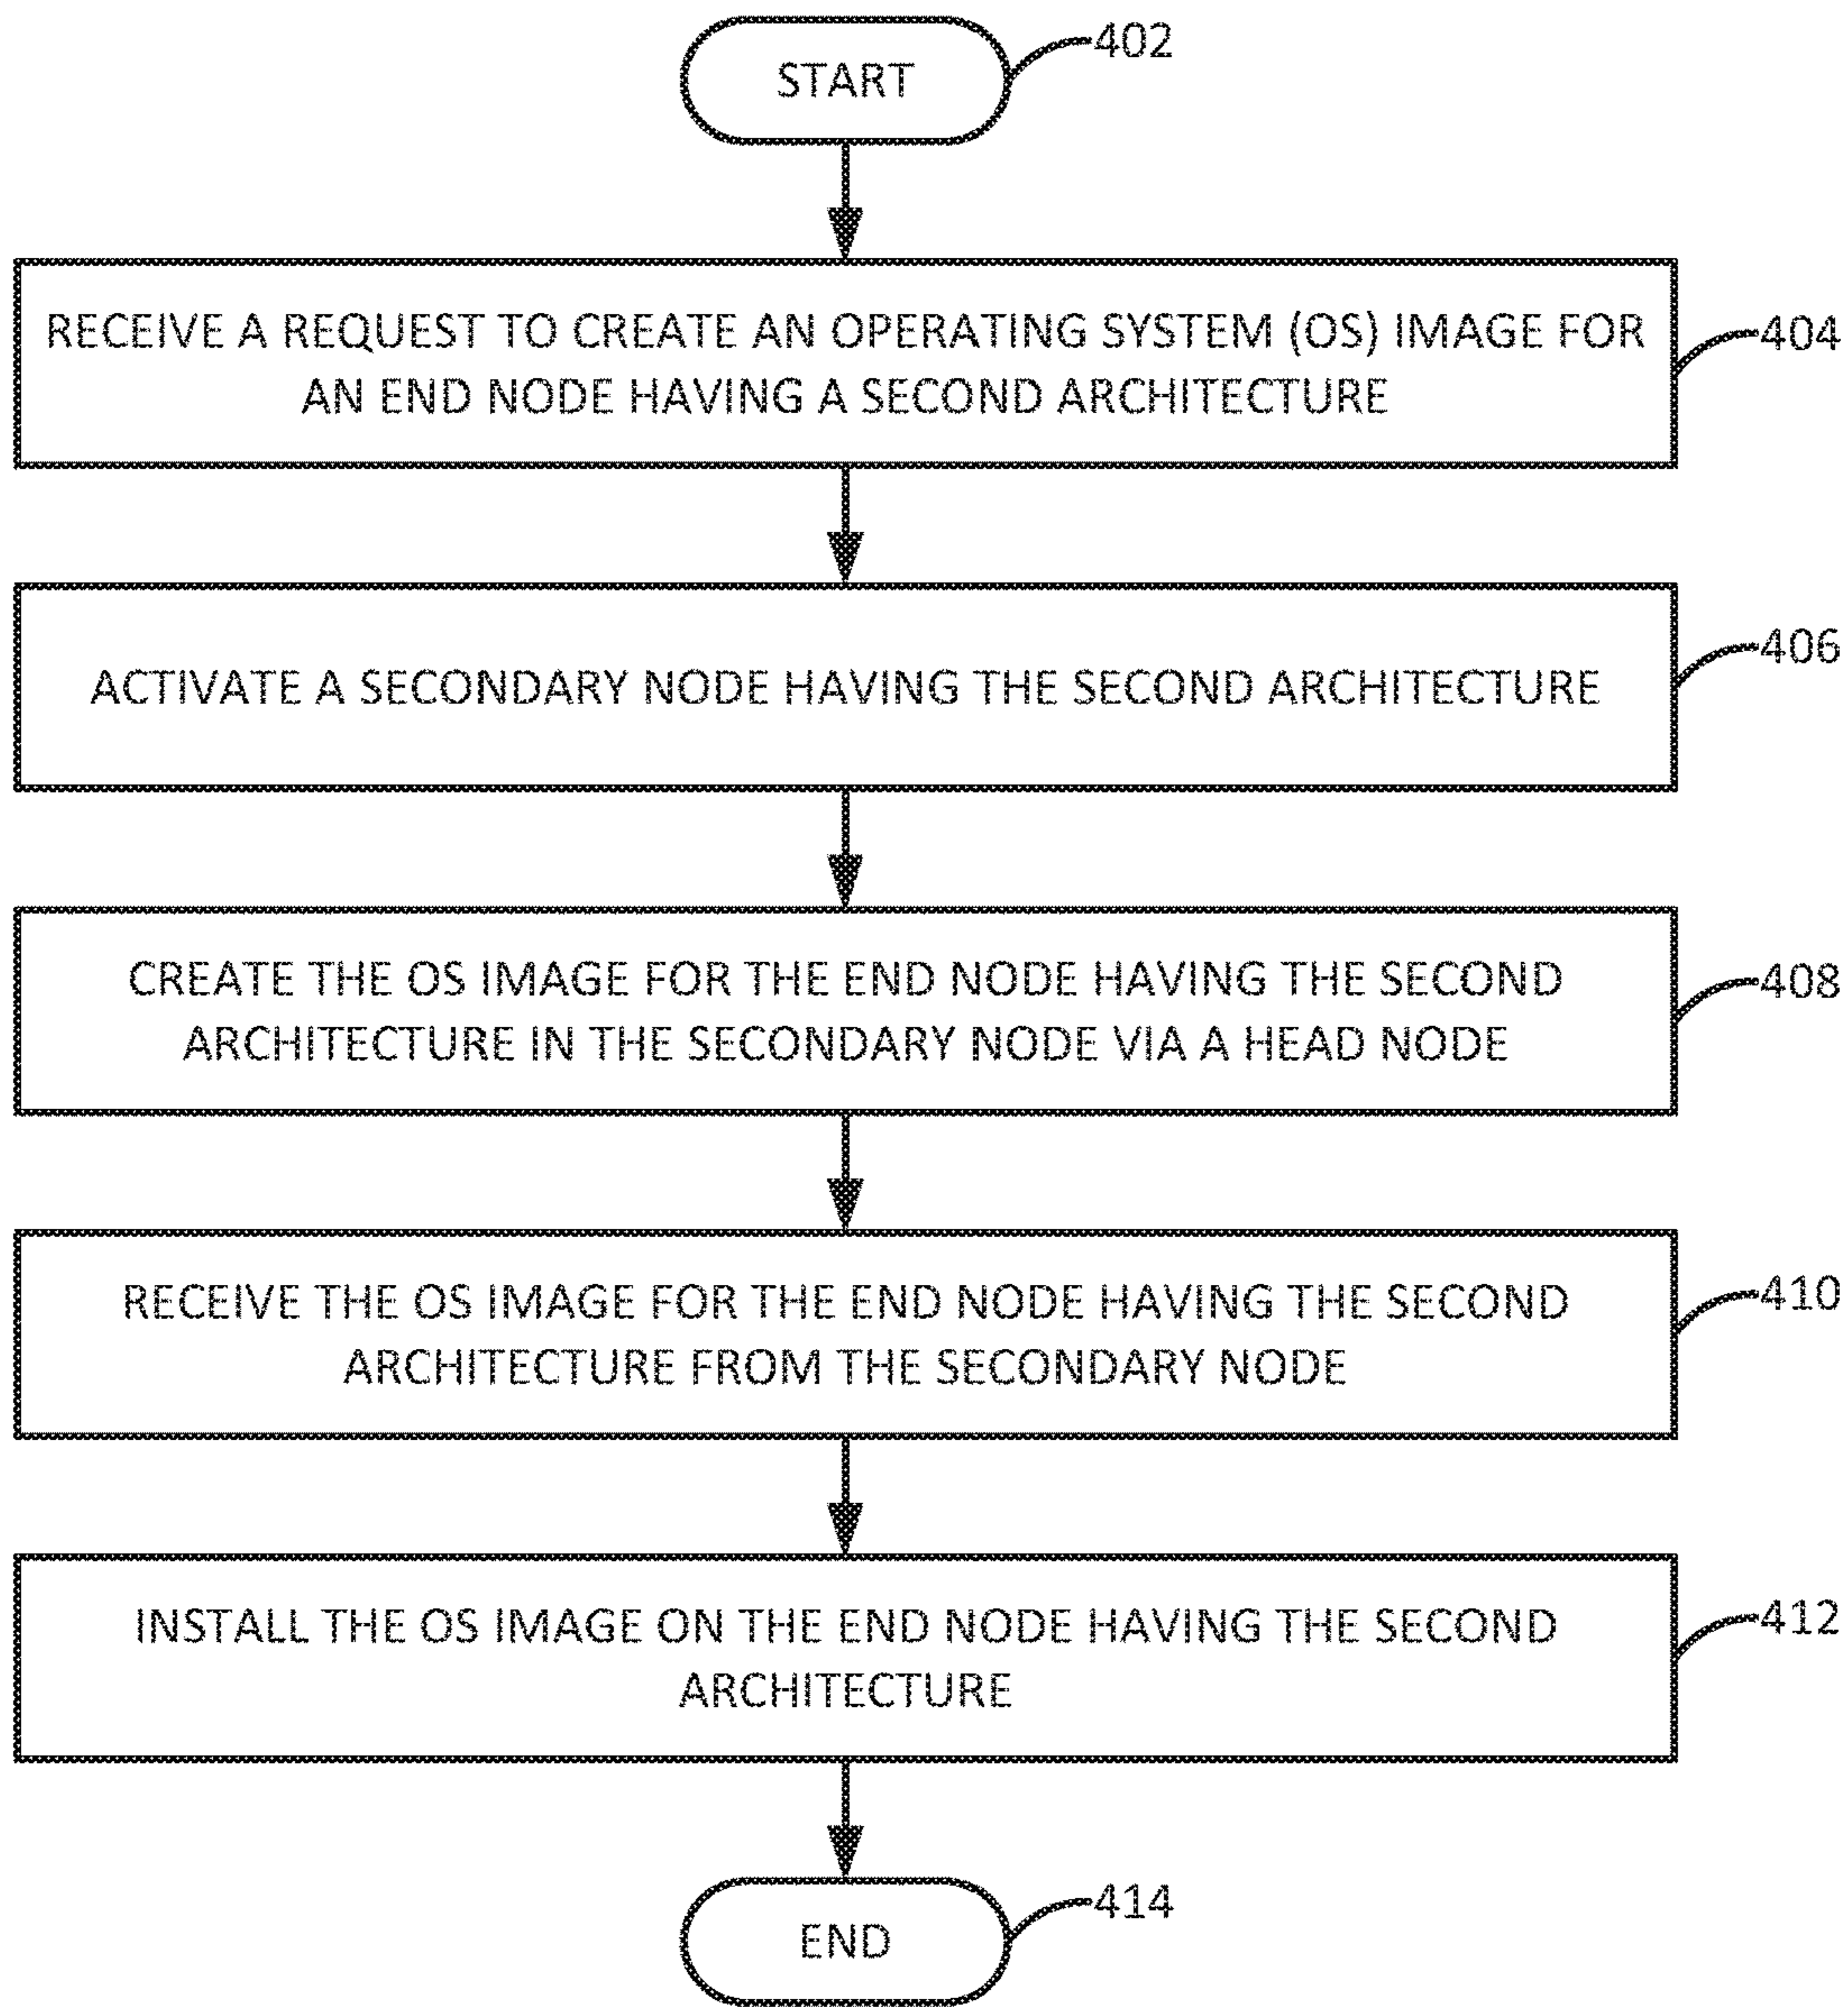 START
402
RECEIVE A REQUEST TO CREATE AN OPERATING SYSTEM (OS) IMAGE FOR
AN END NODE HAVING A SECOND ARCHITECTURE
404
ACTIVATE A SECONDARY NODE HAVING THE SECOND ARCHITECTURE
406
CREATE THE OS IMAGE FOR THE END NODE HAVING THE SECOND
ARCHITECTURE IN THE SECONDARY NODE VIA A HEAD NODE
408
RECEIVE THE OS IMAGE FOR THE END NODE HAVING THE SECOND
ARCHITECTURE FROM THE SECONDARY NODE
410
INSTALL THE OS IMAGE ON THE END NODE HAVING THE SECOND
ARCHITECTURE
412
END
414